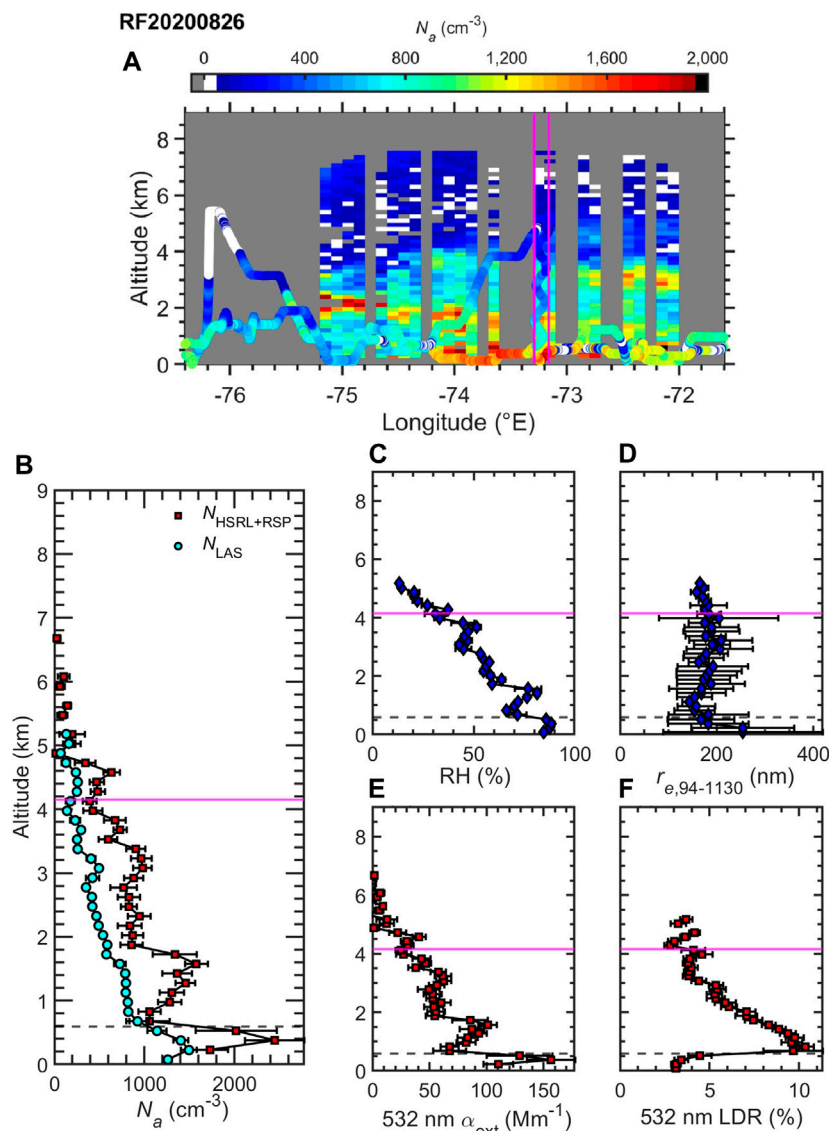 RF20200826
Nₐ (cm⁻³)
A
0 400 800 1,200 1,600 2,000
8
6
4
2
0
Altitude (km)
-76 -75 -74 -73 -72
Longitude (°E)
B
9
8
7
6
5
4
3
2
1
0
Altitude (km)
N_HSRL+RSP
N_LAS
0 1000 2000
Nₐ (cm⁻³)
C
8
6
4
2
0
0 50 100
RH (%)
D
8
6
4
2
0
0 200 400
r_e,94-1130 (nm)
E
8
6
4
2
0
0 50 100 150
532 nm α_ext (Mm⁻¹)
F
8
6
4
2
0
0 5 10
532 nm LDR (%)